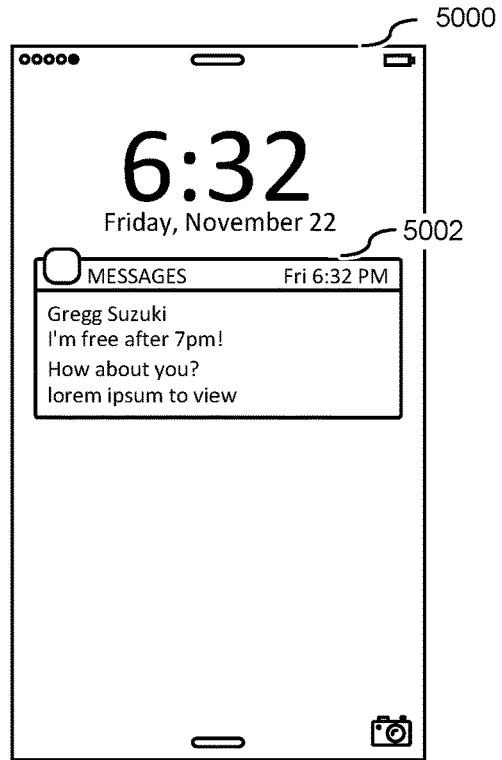 5000
6:32
Friday, November 22
5002
MESSAGES Fri 6:32 PM
Gregg Suzuki
I'm free after 7pm!
How about you?
lorem ipsum to view